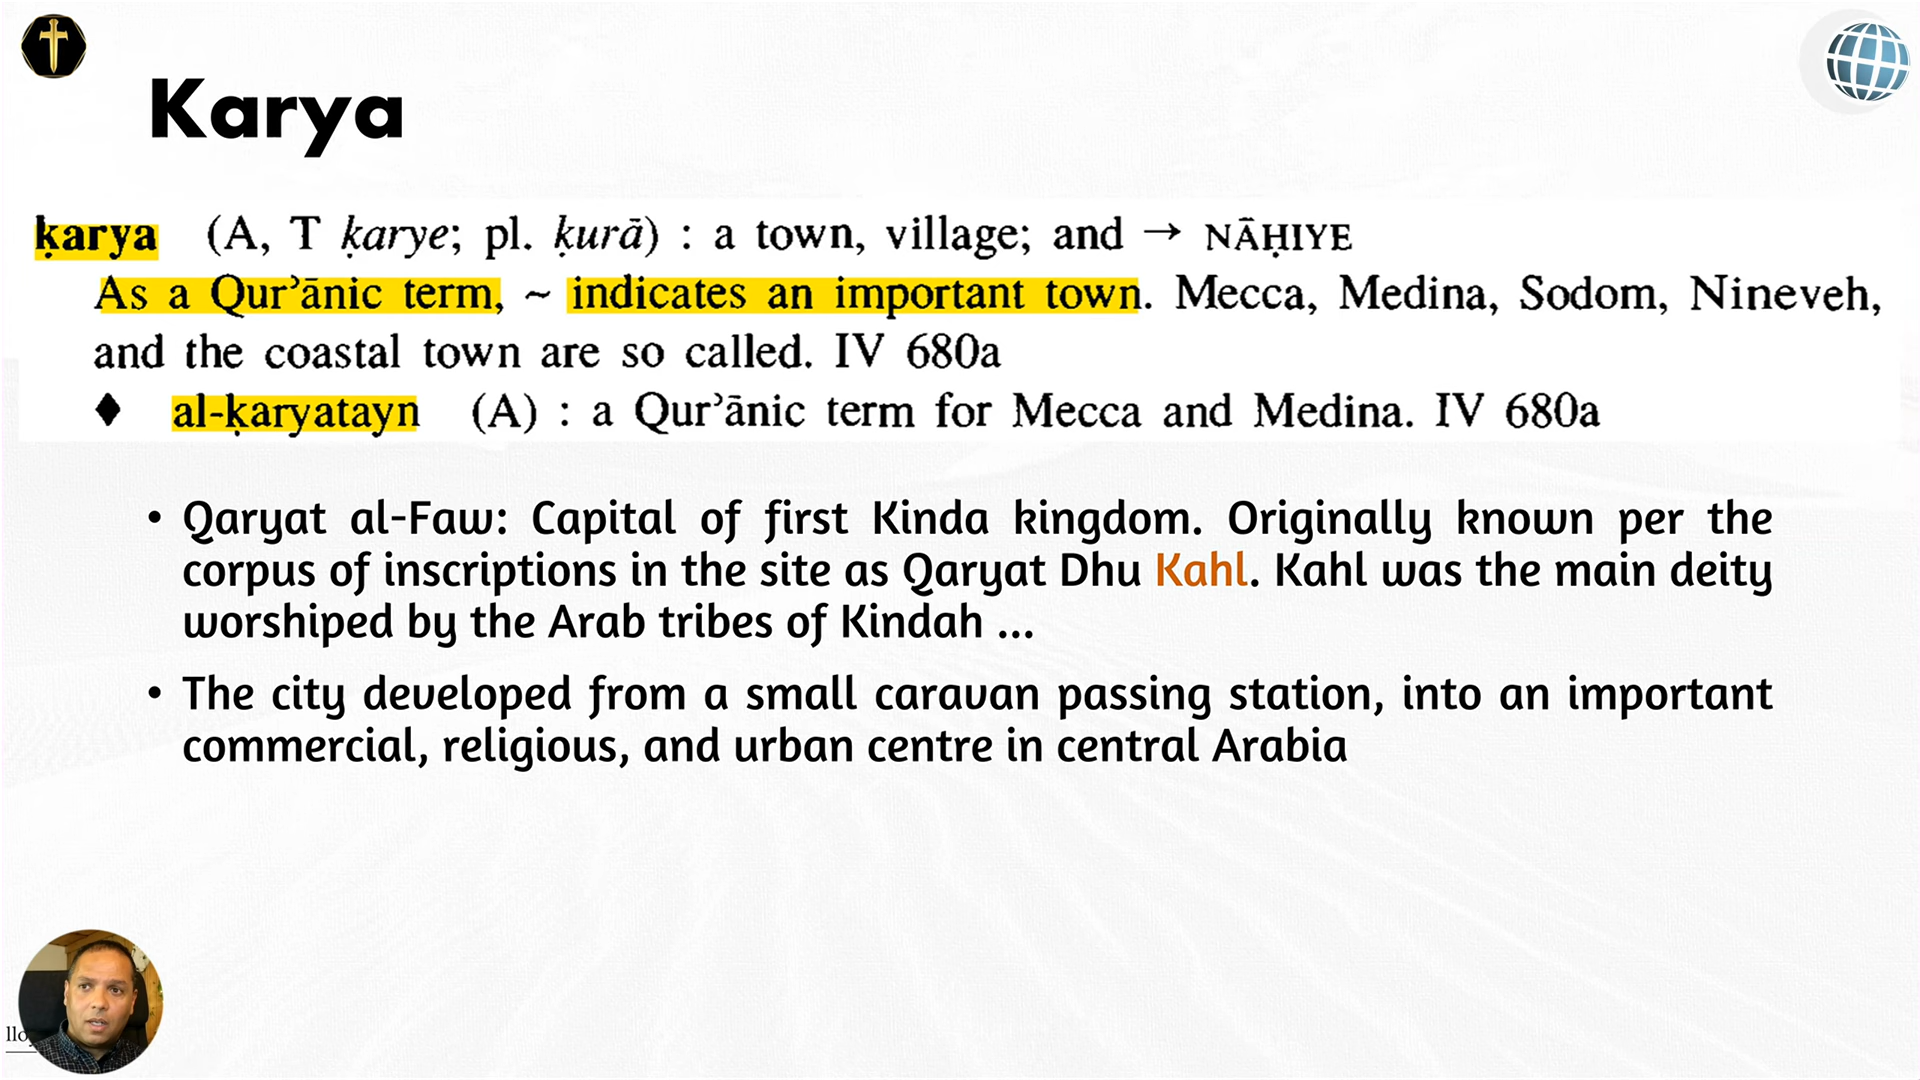 Karya
ḳarya (A, T ḳarye; pl. ḳurā) : a town, village; and → NĀḤIYE
As a Qurʾānic term, ~ indicates an important town. Mecca, Medina, Sodom, Nineveh,
and the coastal town are so called. IV 680a
♦ al-ḳaryatayn (A) : a Qurʾānic term for Mecca and Medina. IV 680a
• Qaryat al-Faw: Capital of first Kinda kingdom. Originally known per the
corpus of inscriptions in the site as Qaryat Dhu Kahl. Kahl was the main deity
worshiped by the Arab tribes of Kindah ...
• The city developed from a small caravan passing station, into an important
commercial, religious, and urban centre in central Arabia